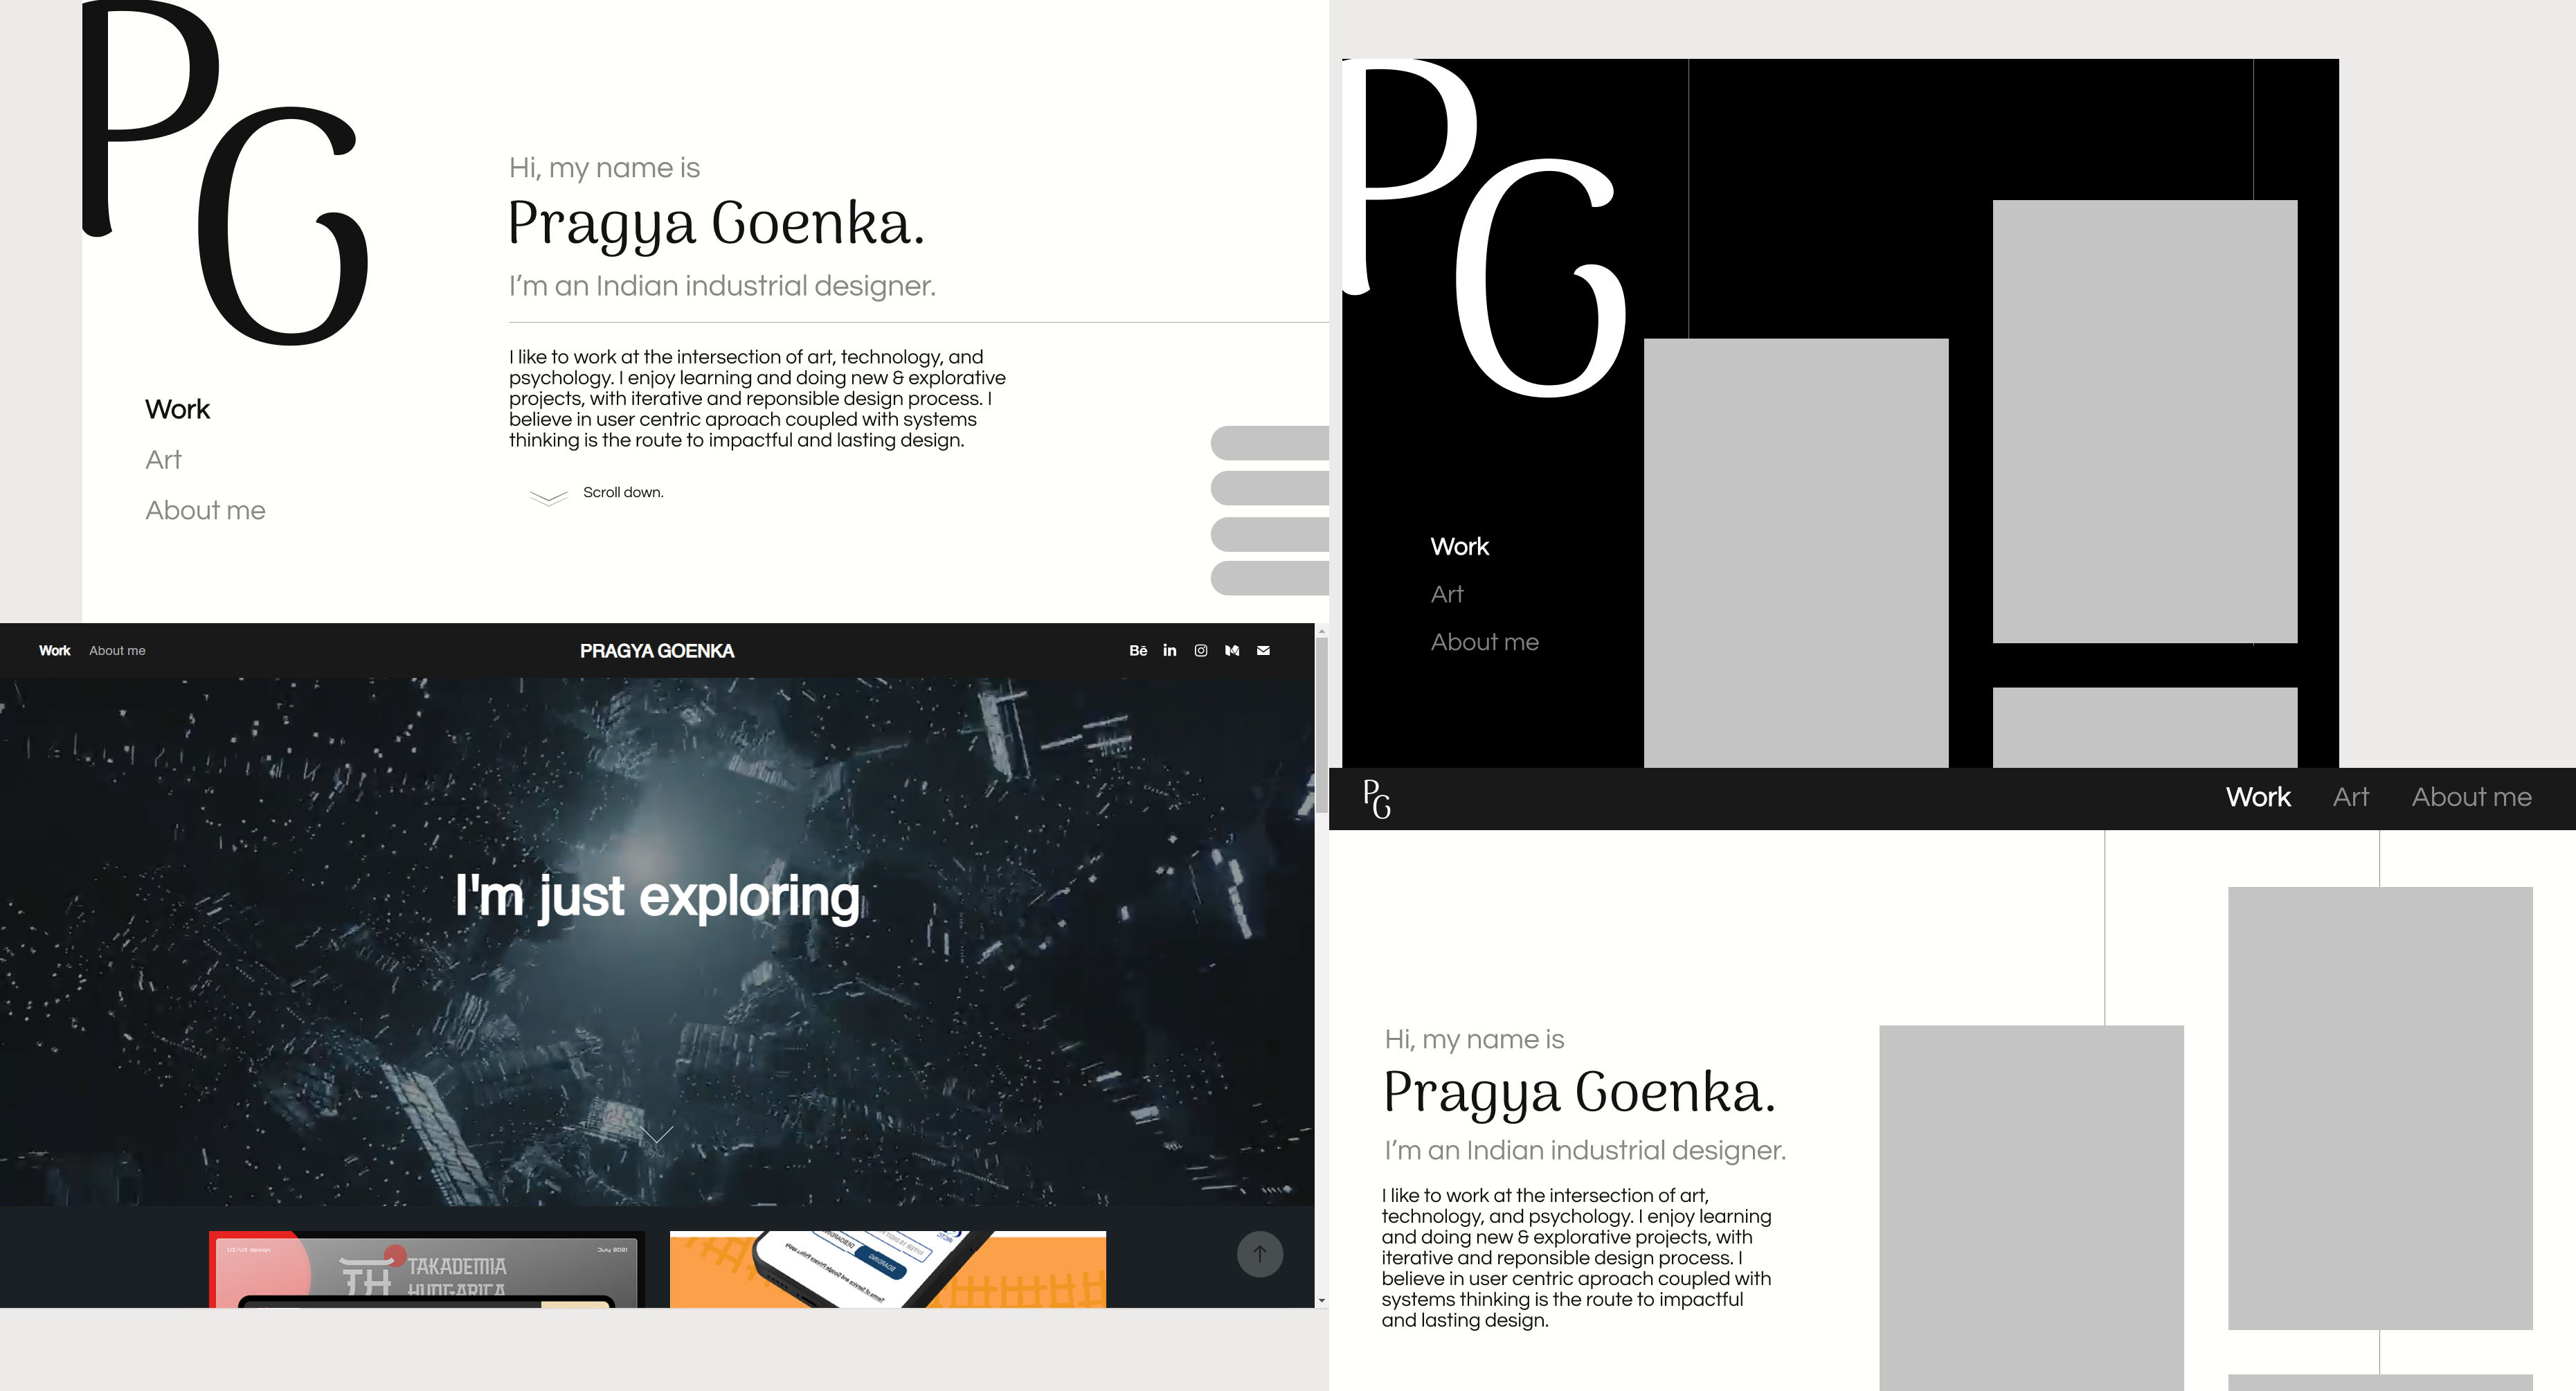 PG
Hi, my name is
Pragya Goenka.
I'm an Indian industrial designer.
I like to work at the intersection of art, technology, and
psychology. I enjoy learning and doing new & explorative
projects, with iterative and reponsible design process. I
believe in user centric aproach coupled with systems
thinking is the route to impactful and lasting design.
Scroll down.
Work
Art
About me
PG
Work
Art
About me
Work About me
PRAGYA GOENKA
Bē in
I'm just exploring
UI/UX design
July 2021
TH TAKADEMIA
HUNGARICA
PG
Work Art About me
Hi, my name is
Pragya Goenka.
I'm an Indian industrial designer.
I like to work at the intersection of art,
technology, and psychology. I enjoy learning
and doing new & explorative projects, with
iterative and reponsible design process. I
believe in user centric aproach coupled with
systems thinking is the route to impactful
and lasting design.